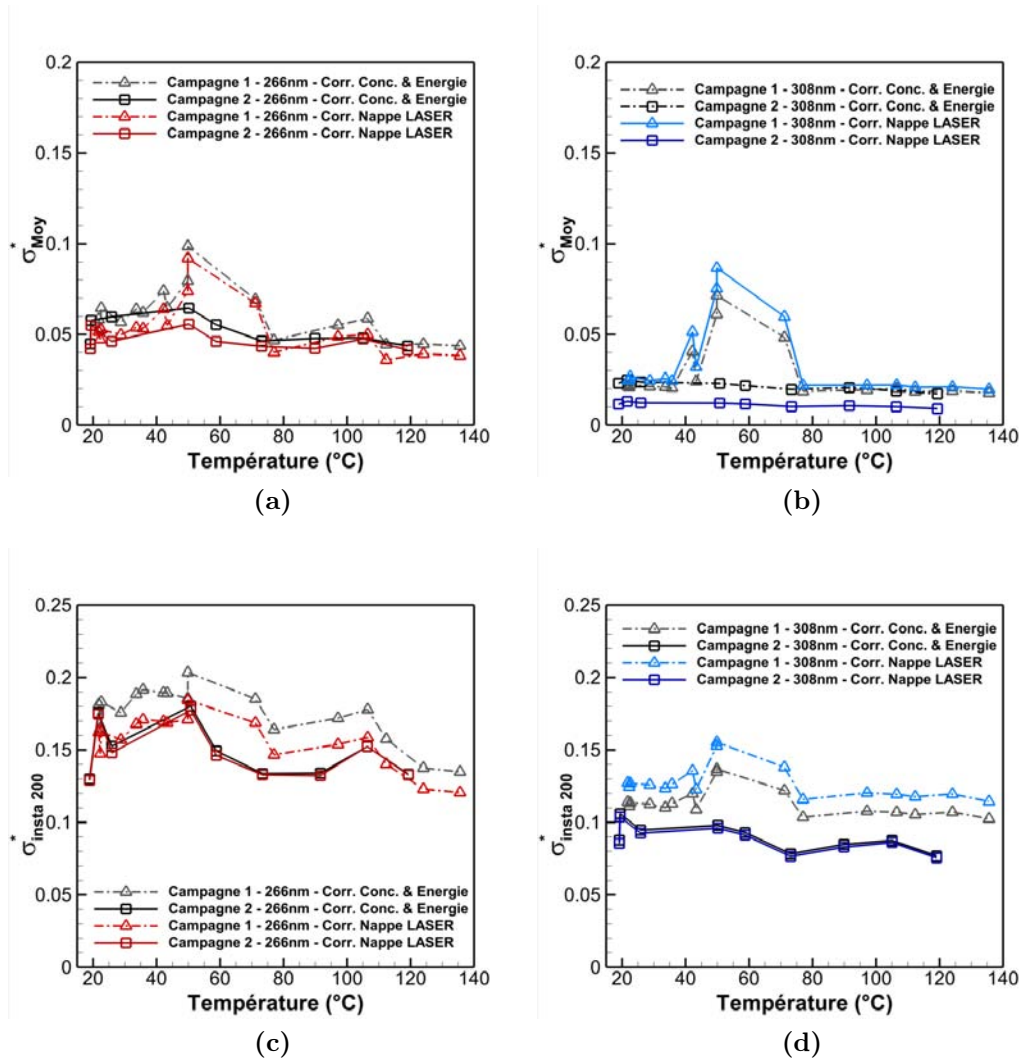 0.2
0.15
0.1
0.05
0
σ*Moy
Campagne 1 - 266nm - Corr. Conc. & Energie
Campagne 2 - 266nm - Corr. Conc. & Energie
Campagne 1 - 266nm - Corr. Nappe LASER
Campagne 2 - 266nm - Corr. Nappe LASER
20 40 60 80 100 120 140
Température (°C)
(a)
0.2
0.15
0.1
0.05
0
σ*Moy
Campagne 1 - 308nm - Corr. Conc. & Energie
Campagne 2 - 308nm - Corr. Conc. & Energie
Campagne 1 - 308nm - Corr. Nappe LASER
Campagne 2 - 308nm - Corr. Nappe LASER
20 40 60 80 100 120 140
Température (°C)
(b)
0.25
0.2
0.15
0.1
0.05
0
σ*insta 200
Campagne 1 - 266nm - Corr. Conc. & Energie
Campagne 2 - 266nm - Corr. Conc. & Energie
Campagne 1 - 266nm - Corr. Nappe LASER
Campagne 2 - 266nm - Corr. Nappe LASER
20 40 60 80 100 120 140
Température (°C)
(c)
0.25
0.2
0.15
0.1
0.05
0
σ*insta 200
Campagne 1 - 308nm - Corr. Conc. & Energie
Campagne 2 - 308nm - Corr. Conc. & Energie
Campagne 1 - 308nm - Corr. Nappe LASER
Campagne 2 - 308nm - Corr. Nappe LASER
20 40 60 80 100 120 140
Température (°C)
(d)